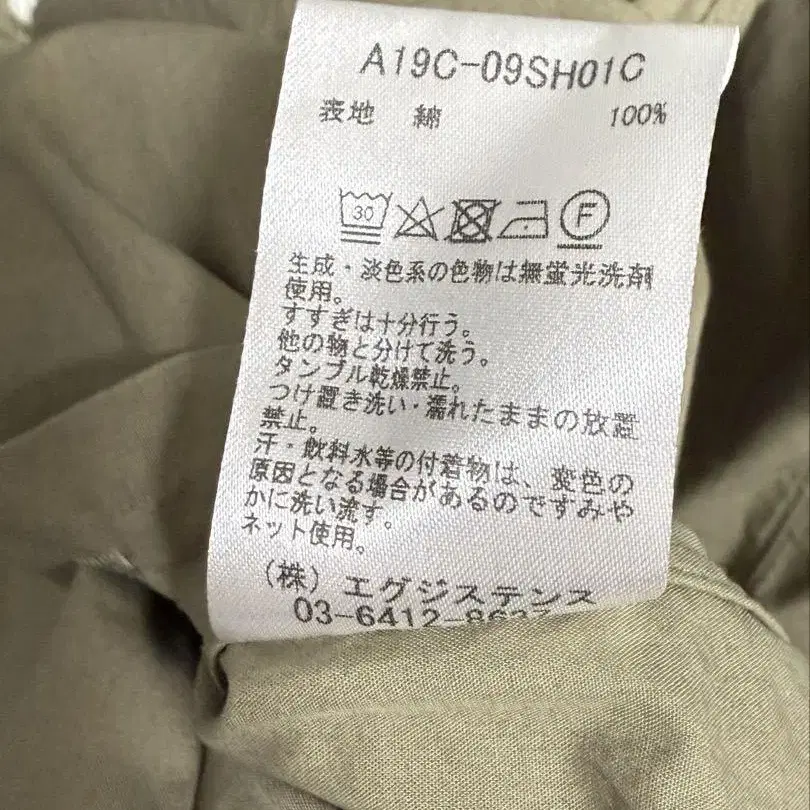 A19C-09SH01C
表地 綿 100%
30 F
生成・淡色系の色物は無蛍光洗剤
使用。
すすぎは十分行う。
他の物と分けて洗う。
タンブル乾燥禁止。
つけ置き洗い・濡れたままの放置
禁止。
汗・飲料水等の付着物は、変色の
原因となる場合があるのですみや
かに洗い流す。
ネット使用。
(株) エグジステンス
03-6412-